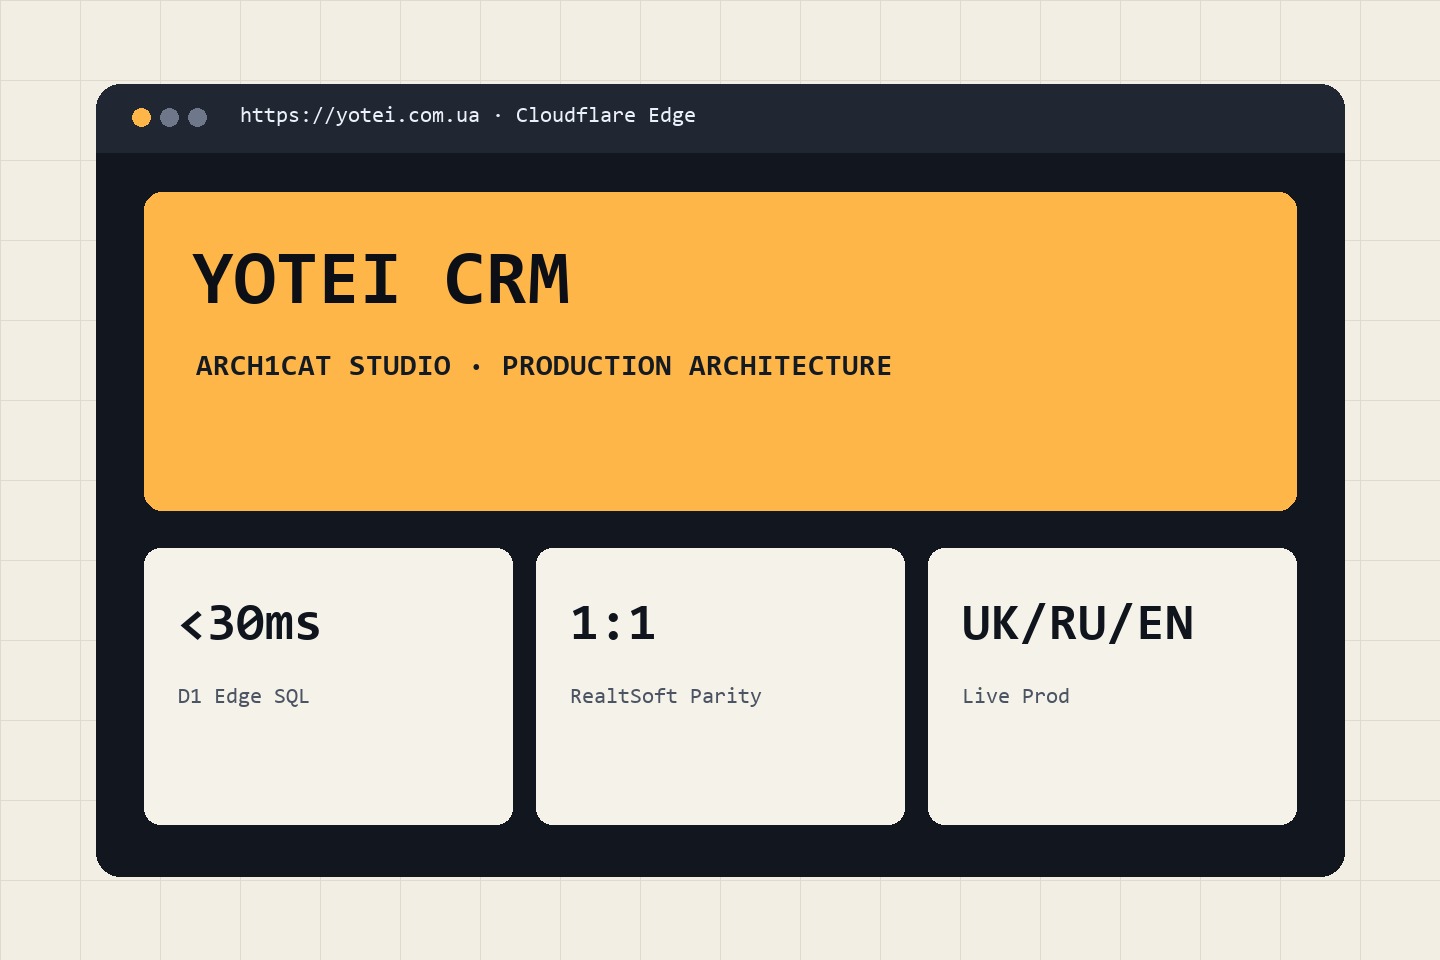 https://yotei.com.ua · Cloudflare Edge
YOTEI CRM
ARCH1CAT STUDIO · PRODUCTION ARCHITECTURE
<30ms
D1 Edge SQL
1:1
RealtSoft Parity
UK/RU/EN
Live Prod